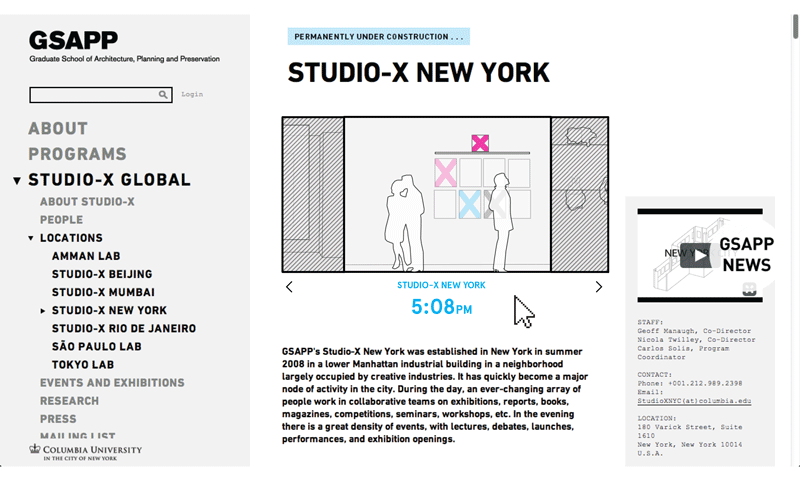 GSAPP
Graduate School of Architecture, Planning and Preservation
Login
ABOUT
PROGRAMS
STUDIO-X GLOBAL
ABOUT STUDIO-X
PEOPLE
LOCATIONS
AMMAN LAB
STUDIO-X BEIJING
STUDIO-X MUMBAI
STUDIO-X NEW YORK
STUDIO-X RIO DE JANEIRO
SÃO PAULO LAB
TOKYO LAB
EVENTS AND EXHIBITIONS
RESEARCH
PRESS
MAILING LIST
COLUMBIA UNIVERSITY
IN THE CITY OF NEW YORK
PERMANENTLY UNDER CONSTRUCTION . . .
STUDIO-X NEW YORK
STUDIO-X NEW YORK
5:08PM
GSAPP's Studio-X New York was established in New York in summer
2008 in a lower Manhattan industrial building in a neighborhood
largely occupied by creative industries. It has quickly become a major
node of activity in the city. During the day, an ever-changing array of
people work in collaborative teams on exhibitions, reports, books,
magazines, competitions, seminars, workshops, etc. In the evening
there is a great density of events, with lectures, debates, launches,
performances, and exhibition openings.
NEW
GSAPP
NEWS
STAFF:
Geoff Manaugh, Co-Director
Nicola Twilley, Co-Director
Carlos Solis, Program
Coordinator
CONTACT:
Phone: +001.212.989.2398
Email:
StudioXNYC(at)columbia.edu
LOCATION:
180 Varick Street, Suite
1610
New York, New York 10014
U.S.A.